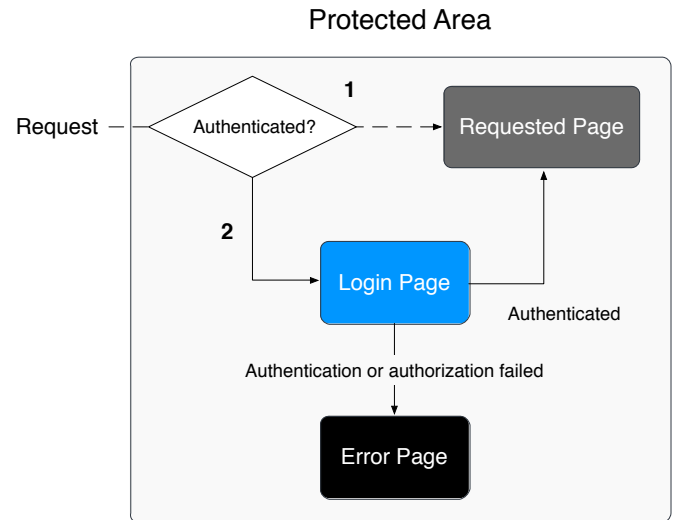 Protected Area
1
Request
Authenticated?
Requested Page
2
Login Page
Authenticated
Authentication or authorization failed
Error Page